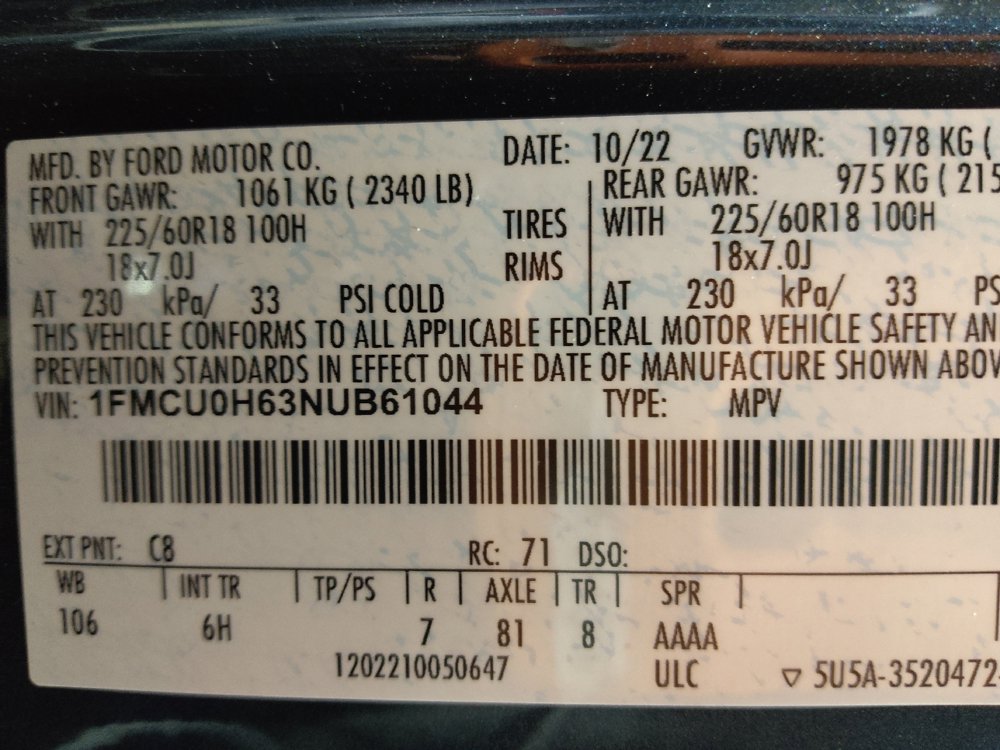 MFD. BY FORD MOTOR CO. DATE: 10/22 GVWR: 1978 KG (
FRONT GAWR: 1061 KG ( 2340 LB) REAR GAWR: 975 KG ( 215
WITH 225/60R18 100H TIRES WITH 225/60R18 100H
18x7.0J RIMS 18x7.0J
AT 230 kPa/ 33 PSI COLD AT 230 kPa/ 33 PS
THIS VEHICLE CONFORMS TO ALL APPLICABLE FEDERAL MOTOR VEHICLE SAFETY AN
PREVENTION STANDARDS IN EFFECT ON THE DATE OF MANUFACTURE SHOWN ABOV
VIN: 1FMCU0H63NUB61044 TYPE: MPV
EXT PNT: C8 RC: 71 DSO:
WB INT TR TP/PS R AXLE TR SPR
106 6H 7 81 8 AAAA
1202210050647 ULC ▽ 5U5A-3520472-